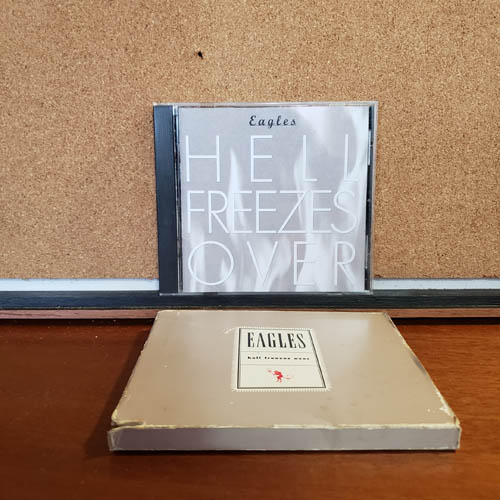 Eagles
HELL
FREEZES
OVER
EAGLES
hell freezes over